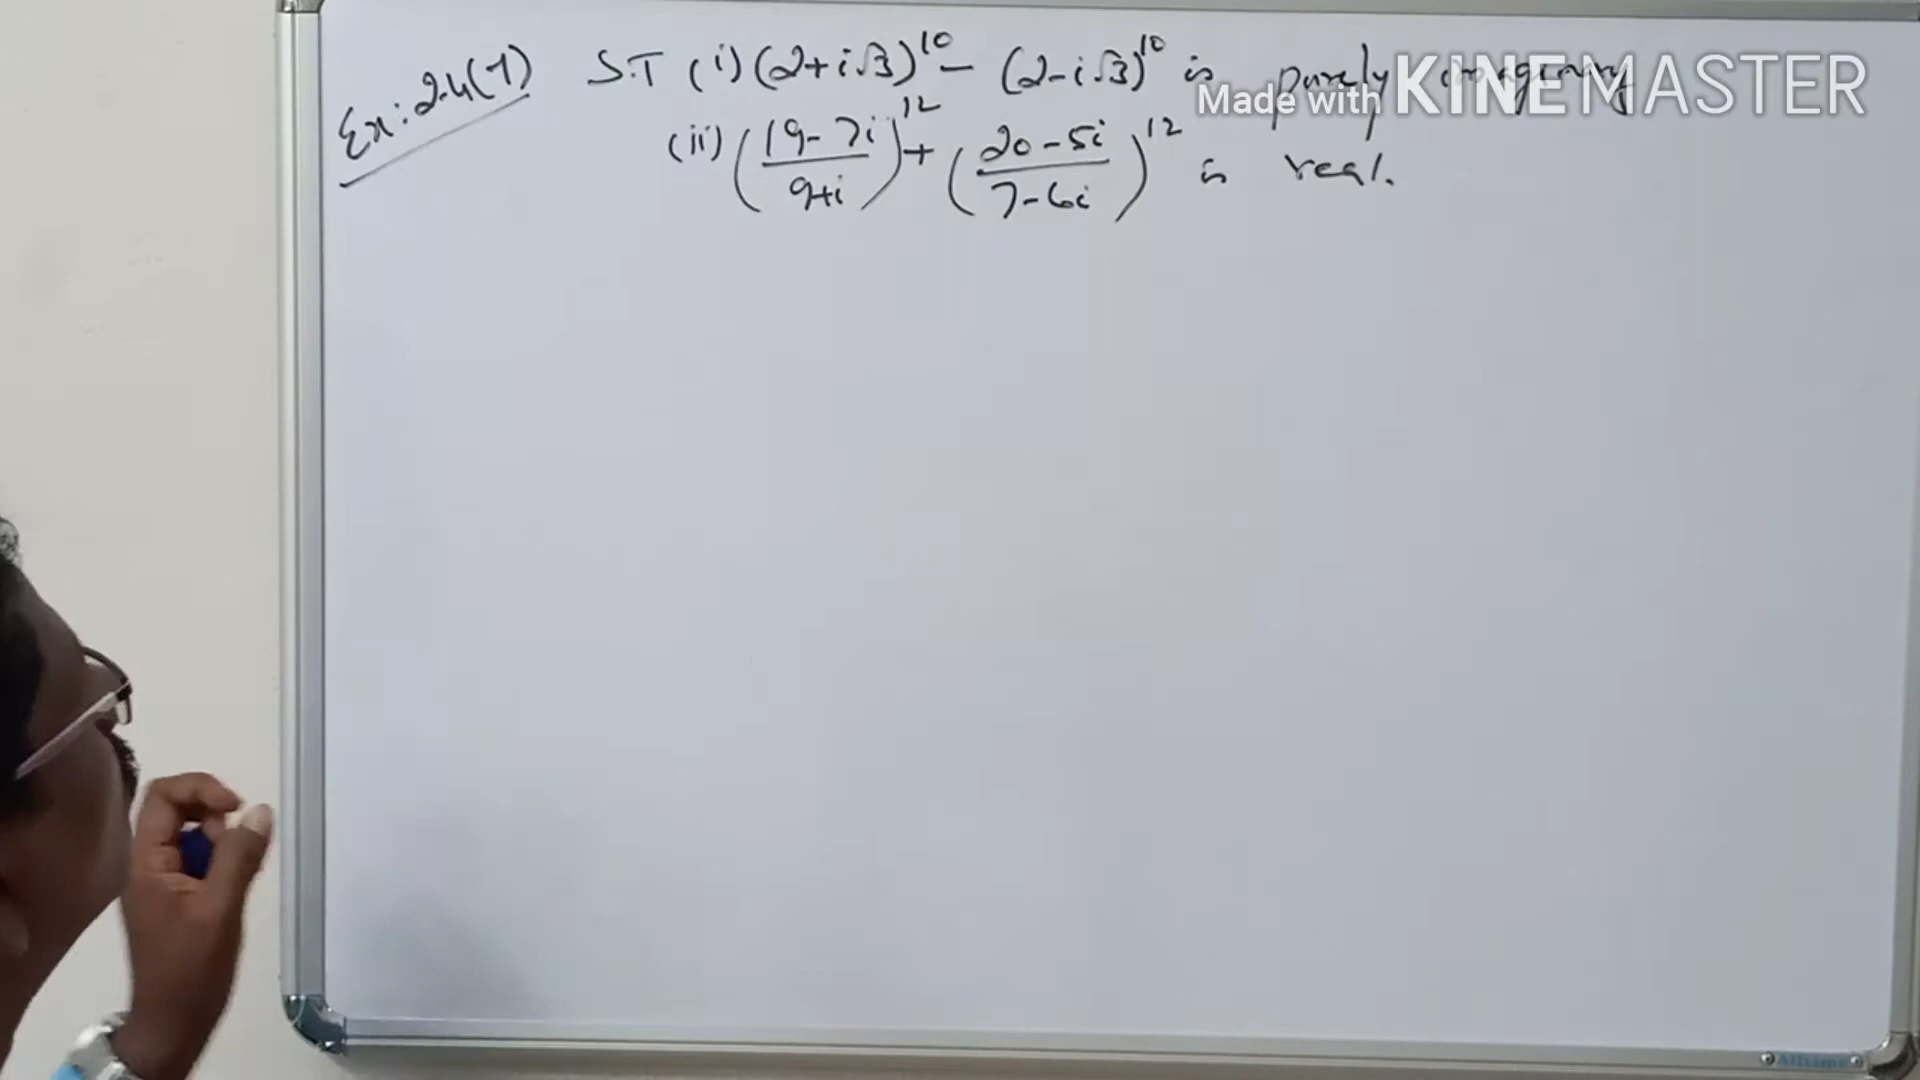 Ex: 2.4(7) S.T (i) (2+i√3)^10 - (2-i√3)^10 is purely imaginary
(ii) ((19-7i)/(9+i))^12 + ((20-5i)/(7-6i))^12 is real.
Made with KINEMASTER